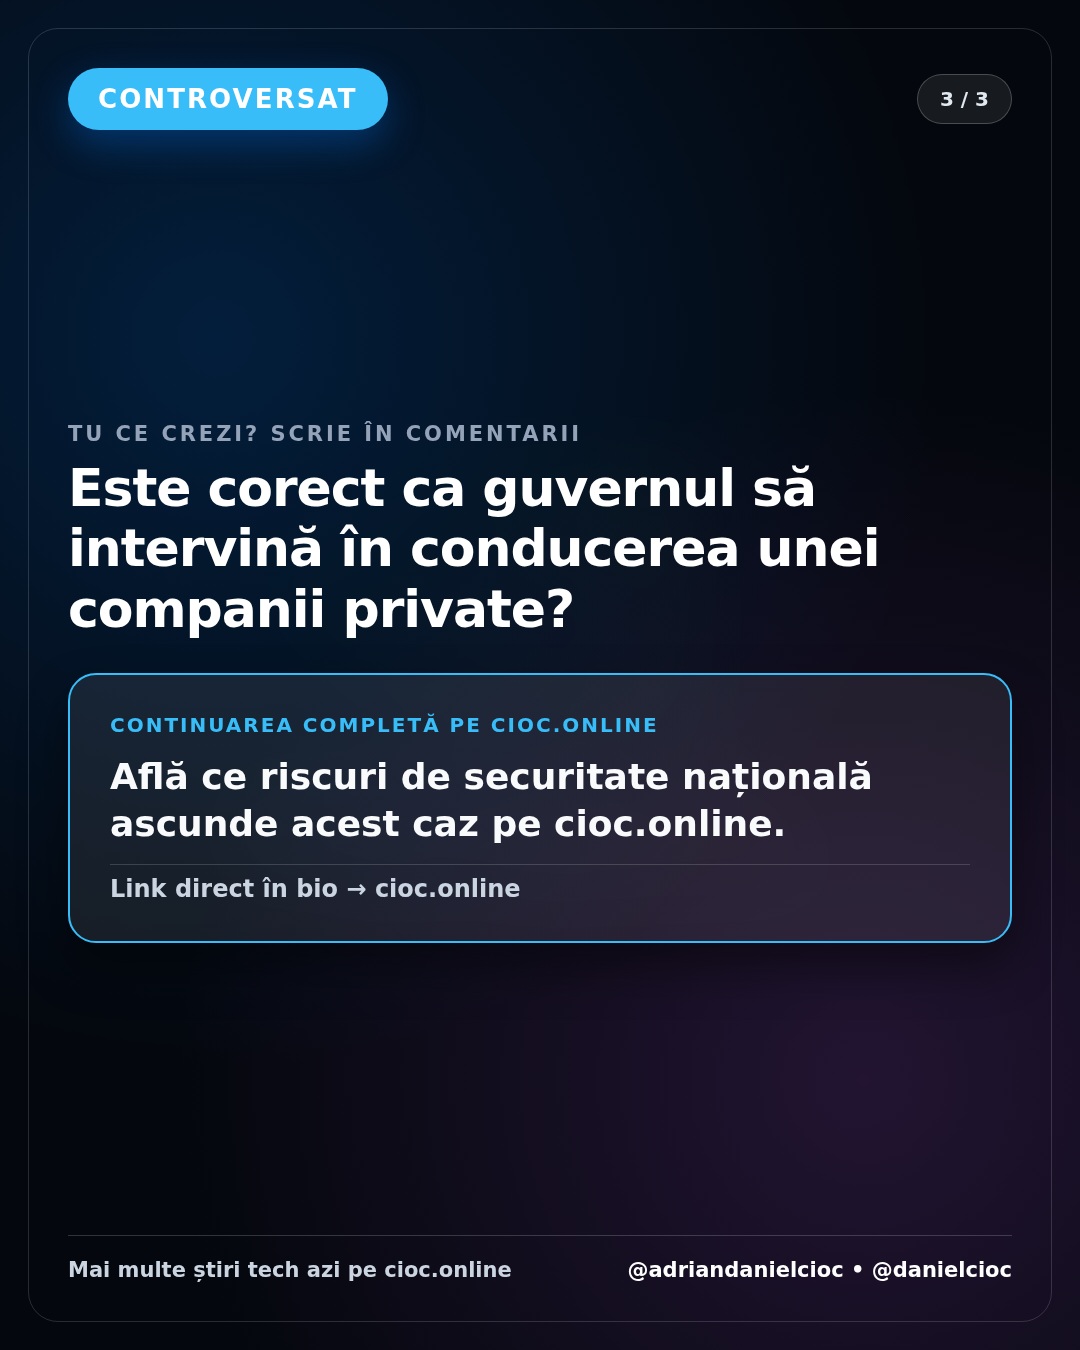 CONTROVERSAT
3 / 3
TU CE CREZI? SCRIE ÎN COMENTARII
Este corect ca guvernul să
intervină în conducerea unei
companii private?
CONTINUAREA COMPLETĂ PE CIOC.ONLINE
Află ce riscuri de securitate națională
ascunde acest caz pe cioc.online.
Link direct în bio → cioc.online
Mai multe știri tech azi pe cioc.online
@adriandanielcioc • @danielcioc